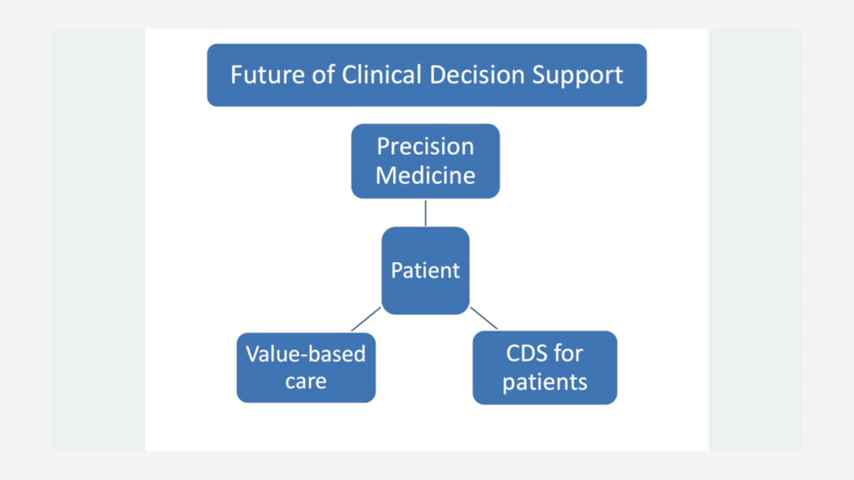 Future of Clinical Decision Support
Precision
Medicine
Patient
Value-based
care
CDS for
patients